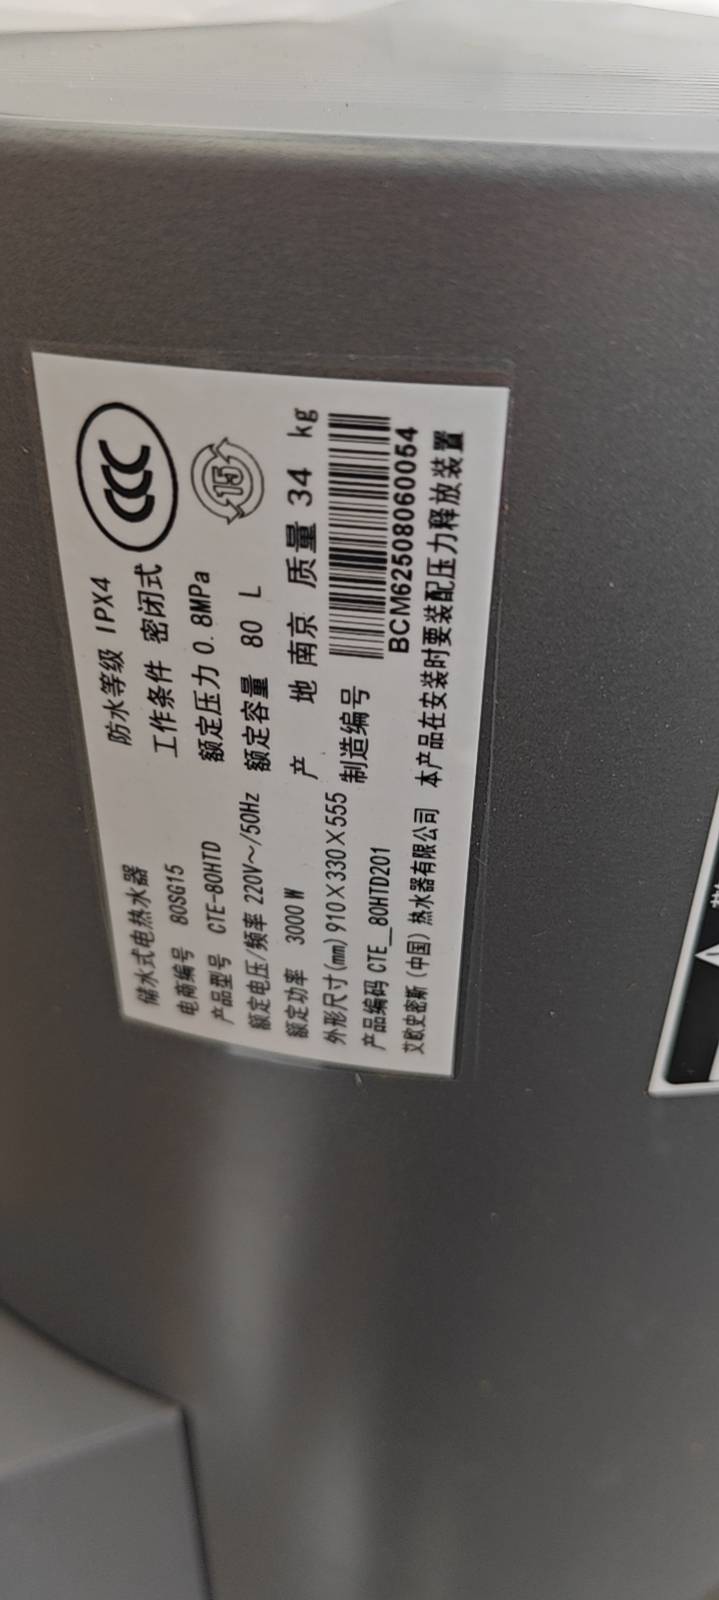 储水式电热水器
电商编号 80SG15
产品型号 CTE-80HTD
额定电压/频率 220V～/50Hz
额定功率 3000W
外形尺寸(mm) 910×330×555
产品编码 CTE_80HTD201
艾欧史密斯(中国)热水器有限公司
防水等级 IPX4
工作条件 密闭式
额定压力 0.8MPa
额定容量 80 L
产 地 南京 质量 34 kg
制造编号
BCM62508060054
本产品在安装时要装配压力释放装置
CCC
15